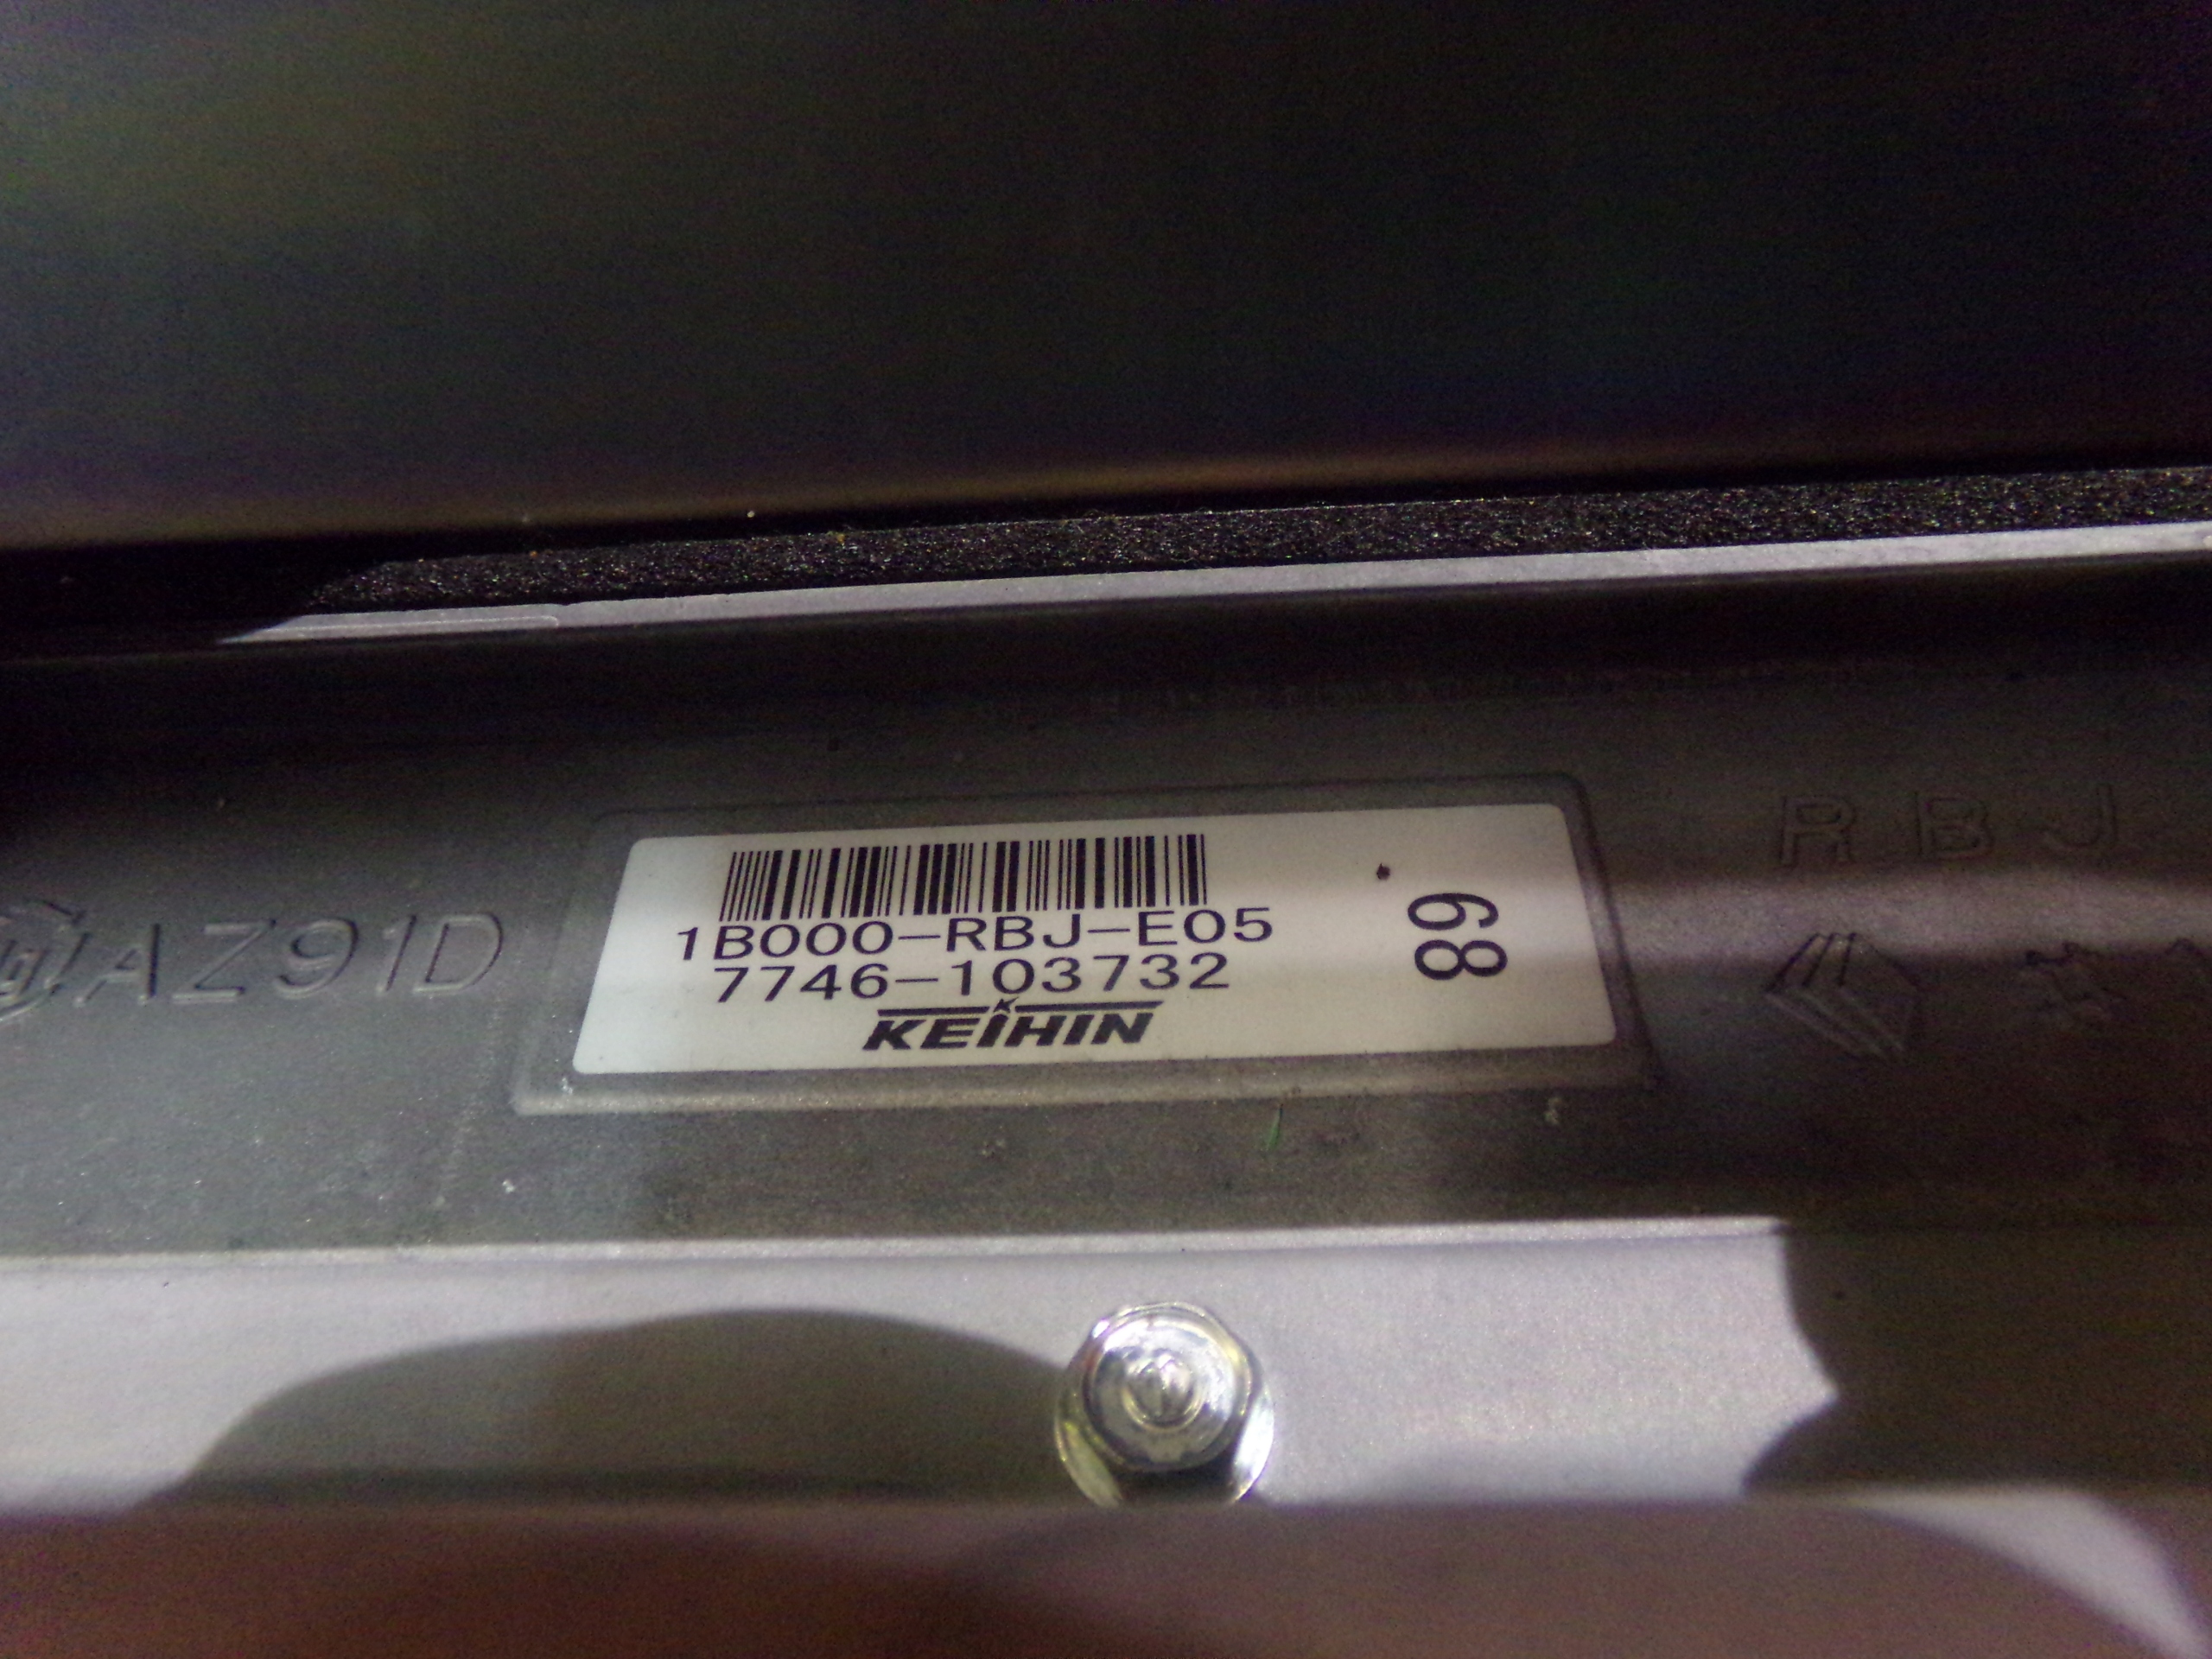 1B000-RBJ-E05
7746-103732
KEIHIN
68
AZ91D
RBJ